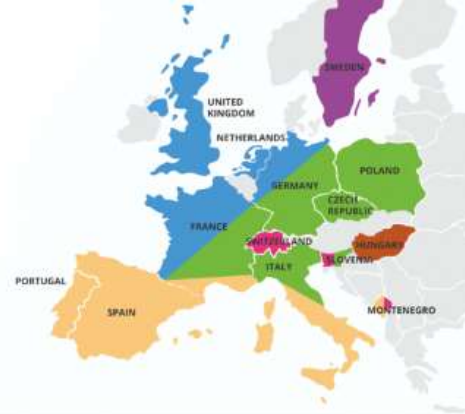 SWEDEN
UNITED
KINGDOM
NETHERLANDS
POLAND
GERMANY
CZECH
REPUBLIC
FRANCE
SWITZERLAND
HUNGARY
SLOVENIA
ITALY
PORTUGAL
SPAIN
MONTENEGRO